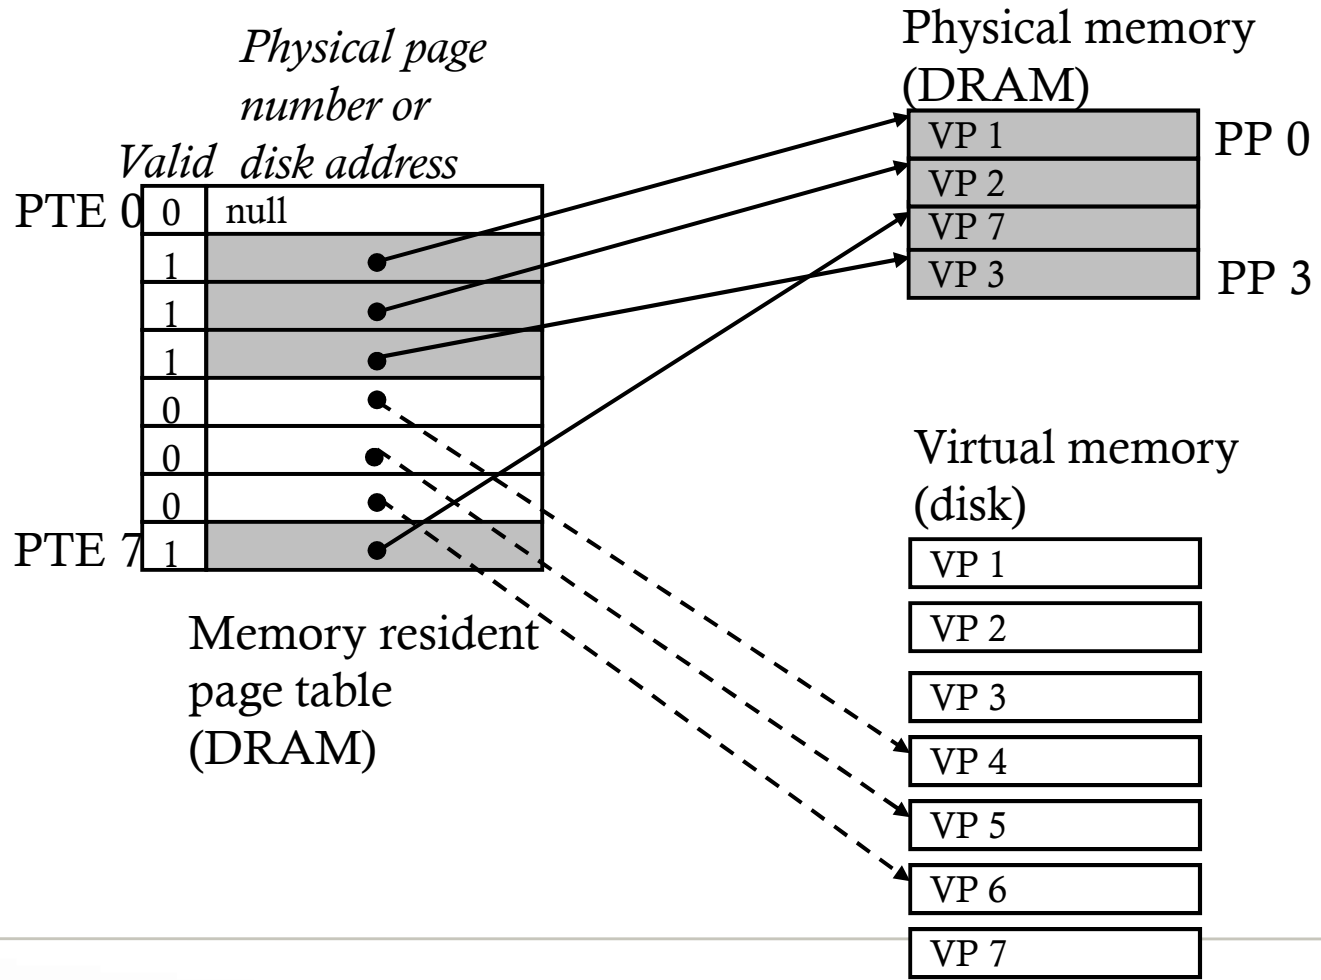 Physical page
number or
disk address
Valid
PTE 0
0
null
1
1
1
0
0
0
PTE 7
1
Memory resident
page table
(DRAM)
Physical memory
(DRAM)
VP 1
PP 0
VP 2
VP 7
VP 3
PP 3
Virtual memory
(disk)
VP 1
VP 2
VP 3
VP 4
VP 5
VP 6
VP 7